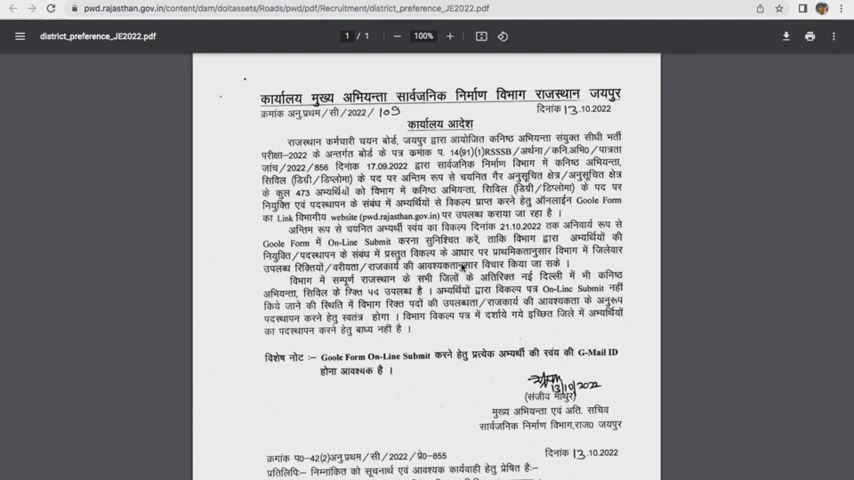 pwd.rajasthan.gov.in/content/dam/doitassets/Roads/pwd/pdf/Recruitment/district_preference_JE2022.pdf
district_preference_JE2022.pdf
1 / 1
100%
कार्यालय मुख्य अभियन्ता सार्वजनिक निर्माण विभाग राजस्थान जयपुर
क्रमांक अनु.प्रथम/सी/2022/109 दिनांक 13.10.2022
कार्यालय आदेश
राजस्थान कर्मचारी चयन बोर्ड, जयपुर द्वारा आयोजित कनिष्ठ अभियन्ता संयुक्त सीधी भर्ती
परीक्षा-2022 के अन्तर्गत बोर्ड के पत्र क्रमांक प. 14(91)(1)RSSSB/अर्थना/कनि.अभि0/पात्रता
जांच/2022/856 दिनांक 17.09.2022 द्वारा सार्वजनिक निर्माण विभाग में कनिष्ठ अभियन्ता,
सिविल (डिग्री/डिप्लोमा) के पद पर अन्तिम रूप से चयनित गैर अनुसूचित क्षेत्र/अनुसूचित क्षेत्र
के कुल 473 अभ्यर्थीयों को विभाग में कनिष्ठ अभियन्ता, सिविल (डिग्री/डिप्लोमा) के पद पर
नियुक्ति एवं पदस्थापन के संबंध में अभ्यर्थियों से विकल्प प्राप्त करने हेतु ऑनलाईन Goole Form
का Link विभागीय website (pwd.rajasthan.gov.in) पर उपलब्ध कराया जा रहा है ।
अन्तिम रूप से चयनित अभ्यर्थी स्वंय का विकल्प दिनांक 21.10.2022 तक अनिवार्य रूप से
Goole Form में On-Line Submit करना सुनिश्चित करें, ताकि विभाग द्वारा अभ्यर्थियों की
नियुक्ति/पदस्थापन के संबंध में प्रस्तुत विकल्प के आधार पर प्राथमिकतानुसार विभाग में जिलेवार
उपलब्ध रिक्तियों/वरीयता/राजकार्य की आवश्यकतानुसार विचार किया जा सके ।
विभाग में सम्पूर्ण राजस्थान के सभी जिलों के अतिरिक्त नई दिल्ली में भी कनिष्ठ
अभियन्ता, सिविल के रिक्त पद उपलब्ध है । अभ्यर्थियों द्वारा विकल्प पत्र On-Line Submit नहीं
किये जाने की स्थिति में विभाग रिक्त पदों की उपलब्धता/राजकार्य की आवश्यकता के अनुरूप
पदस्थापन करने हेतु स्वतंत्र होगा । विभाग विकल्प पत्र में दर्शाये गये इच्छित जिले में अभ्यर्थियों
का पदस्थापन करने हेतु बाध्य नहीं है ।
विशेष नोट :– Goole Form On-Line Submit करने हेतु प्रत्येक अभ्यर्थी की स्वंय की G-Mail ID
होना आवश्यक है ।
13/10/2022
(संजीव माथुर)
मुख्य अभियन्ता एवं अति. सचिव
सार्वजनिक निर्माण विभाग,राज0 जयपुर
क्रमांक प0-42(2)अनु.प्रथम/सी/2022/प्रे0-855 दिनांक 13.10.2022
प्रतिलिपि:– निम्नांकित को सूचनार्थ एवं आवश्यक कार्यवाही हेतु प्रेषित है:–